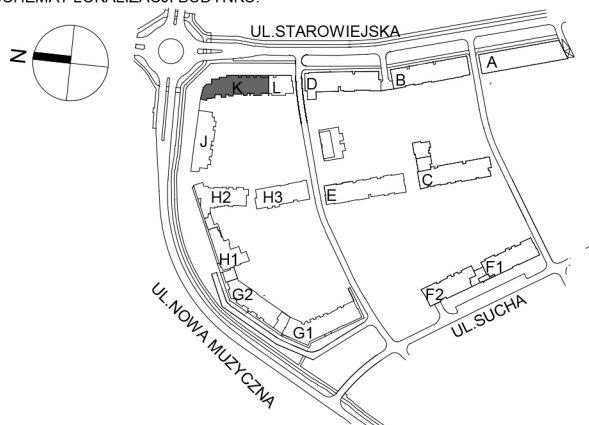 SCHEMAT LOKALIZACJI BUDYNKU:
N
UL.STAROWIEJSKA
K
L
D
B
A
J
H2
H3
E
C
H1
G2
G1
F2
F1
UL.NOWA MUZYCZNA
UL.SUCHA